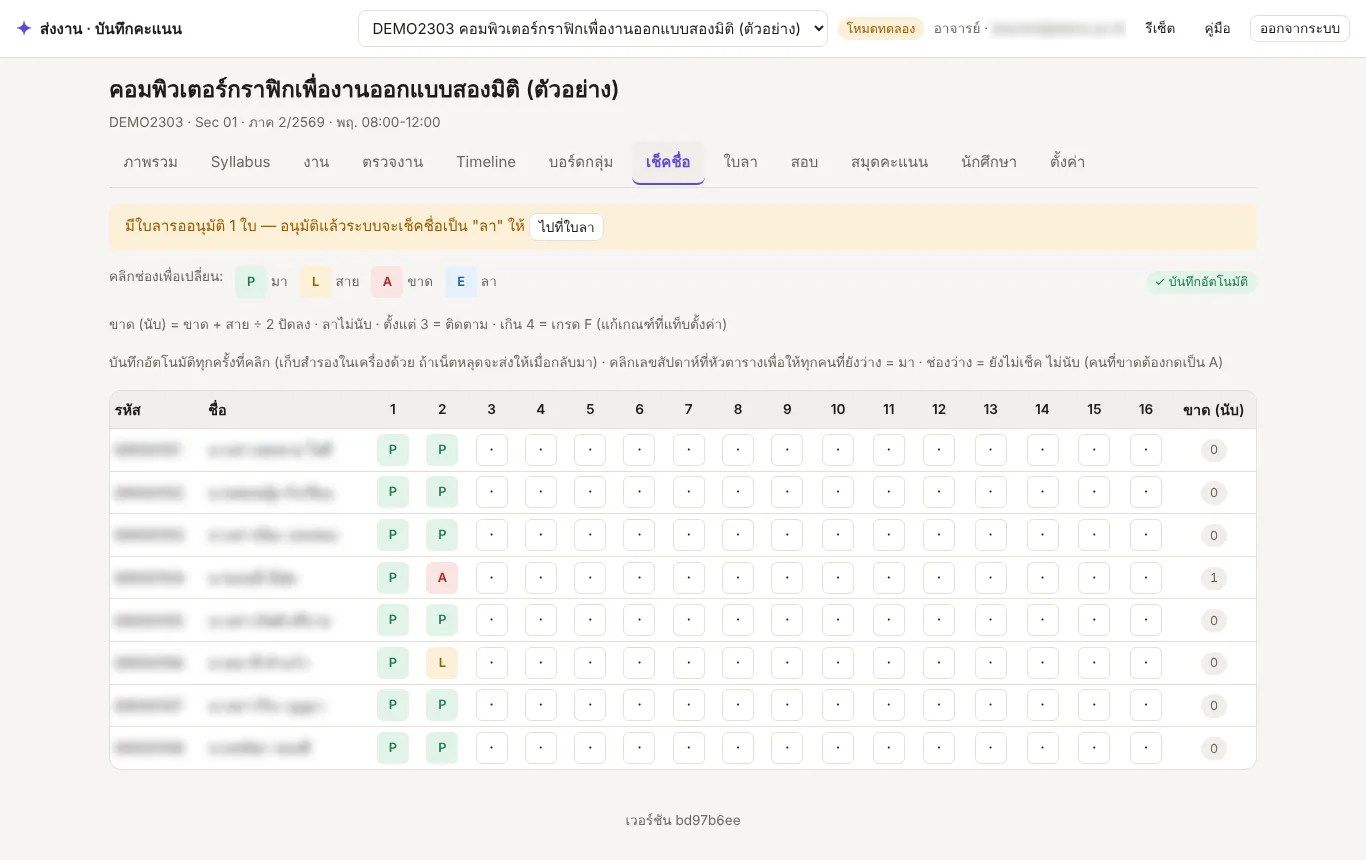 ส่งงาน · บันทึกคะแนน DEMO2303 คอมพิวเตอร์กราฟิกเพื่องานออกแบบสองมิติ (ตัวอย่าง) โหมดทดลอง อาจารย์ · รีเซ็ต คู่มือ ออกจากระบบ
คอมพิวเตอร์กราฟิกเพื่องานออกแบบสองมิติ (ตัวอย่าง)
DEMO2303 · Sec 01 · ภาค 2/2569 · พฤ. 08:00-12:00
ภาพรวม Syllabus งาน ตรวจงาน Timeline บอร์ดกลุ่ม เช็คชื่อ ใบลา สอบ สมุดคะแนน นักศึกษา ตั้งค่า
มีใบลารออนุมัติ 1 ใบ — อนุมัติแล้วระบบจะเช็คชื่อเป็น "ลา" ให้ ไปที่ใบลา
คลิกช่องเพื่อเปลี่ยน: P มา L สาย A ขาด E ลา ✓ บันทึกอัตโนมัติ
ขาด (นับ) = ขาด + สาย ÷ 2 ปัดลง · ลาไม่นับ · ตั้งแต่ 3 = ติดตาม · เกิน 4 = เกรด F (แก้เกณฑ์ที่แท็บตั้งค่า)
บันทึกอัตโนมัติทุกครั้งที่คลิก (เก็บสำรองในเครื่องด้วย ถ้าเน็ตหลุดจะส่งให้เมื่อกลับมา) · คลิกเลขสัปดาห์ที่หัวตารางเพื่อให้ทุกคนที่ยังว่าง = มา · ช่องว่าง = ยังไม่เช็ค ไม่นับ (คนที่ขาดต้องกดเป็น A)
รหัส ชื่อ 1 2 3 4 5 6 7 8 9 10 11 12 13 14 15 16 ขาด (นับ)
P P · · · · · · · · · · · · · · 0
P P · · · · · · · · · · · · · · 0
P P · · · · · · · · · · · · · · 0
P A · · · · · · · · · · · · · · 1
P P · · · · · · · · · · · · · · 0
P L · · · · · · · · · · · · · · 0
P P · · · · · · · · · · · · · · 0
P P · · · · · · · · · · · · · · 0
เวอร์ชัน bd97b6ee